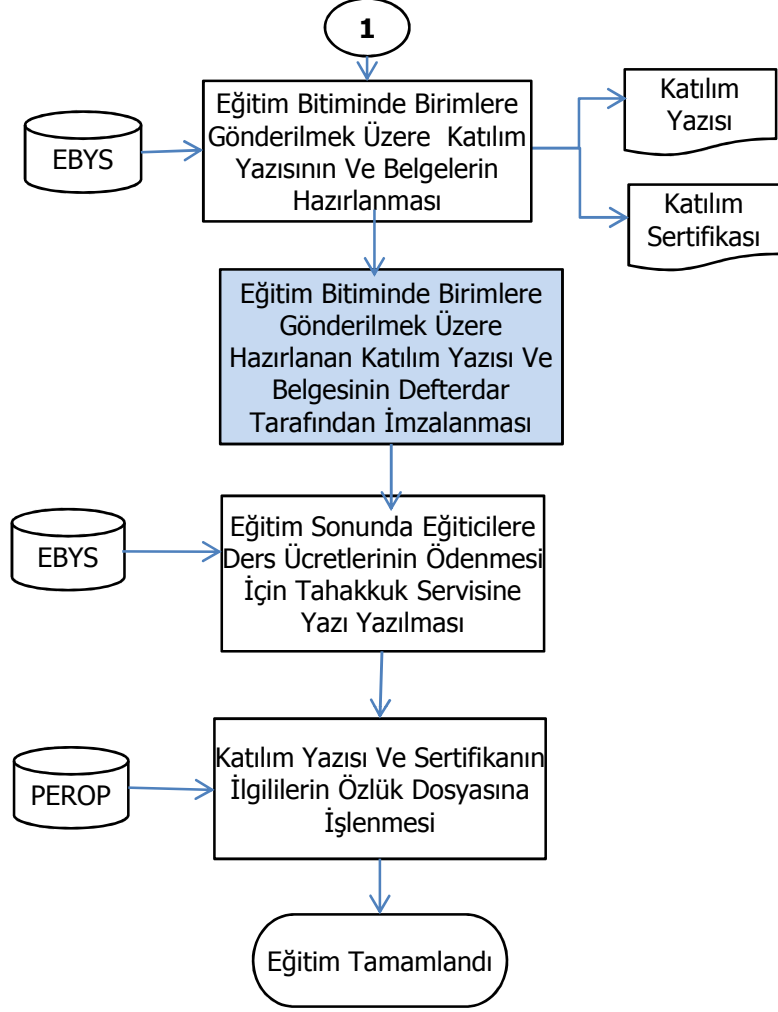 1
Eğitim Bitiminde Birimlere
Gönderilmek Üzere Katılım
Yazısının Ve Belgelerin
Hazırlanması
EBYS
Katılım
Yazısı
Katılım
Sertifikası
Eğitim Bitiminde Birimlere
Gönderilmek Üzere
Hazırlanan Katılım Yazısı Ve
Belgesinin Defterdar
Tarafından İmzalanması
EBYS
Eğitim Sonunda Eğiticilere
Ders Ücretlerinin Ödenmesi
İçin Tahakkuk Servisine
Yazı Yazılması
PEROP
Katılım Yazısı Ve Sertifikanın
İlgililerin Özlük Dosyasına
İşlenmesi
Eğitim Tamamlandı